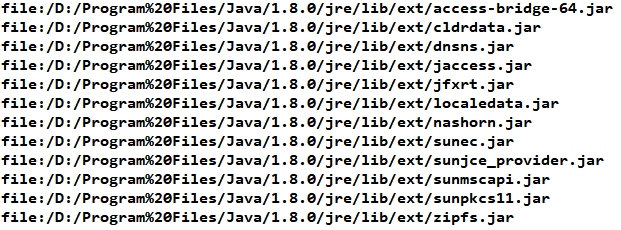 file:/D:/Program%20Files/Java/1.8.0/jre/lib/ext/access-bridge-64.jar
file:/D:/Program%20Files/Java/1.8.0/jre/lib/ext/cldrdata.jar
file:/D:/Program%20Files/Java/1.8.0/jre/lib/ext/dnsns.jar
file:/D:/Program%20Files/Java/1.8.0/jre/lib/ext/jaccess.jar
file:/D:/Program%20Files/Java/1.8.0/jre/lib/ext/jfxrt.jar
file:/D:/Program%20Files/Java/1.8.0/jre/lib/ext/localedata.jar
file:/D:/Program%20Files/Java/1.8.0/jre/lib/ext/nashorn.jar
file:/D:/Program%20Files/Java/1.8.0/jre/lib/ext/sunec.jar
file:/D:/Program%20Files/Java/1.8.0/jre/lib/ext/sunjce_provider.jar
file:/D:/Program%20Files/Java/1.8.0/jre/lib/ext/sunmscapi.jar
file:/D:/Program%20Files/Java/1.8.0/jre/lib/ext/sunpkcs11.jar
file:/D:/Program%20Files/Java/1.8.0/jre/lib/ext/zipfs.jar